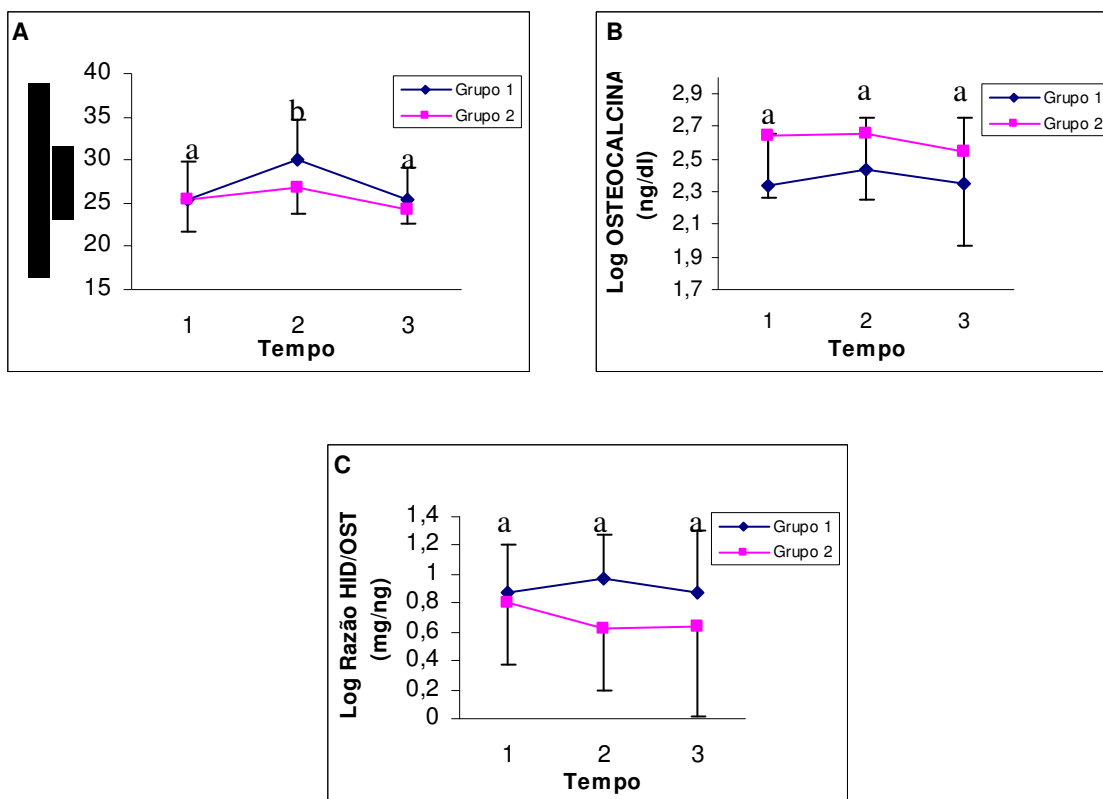 A
40
35
30
25
20
15
a
b
a
Grupo 1
Grupo 2
1
2
3
Tempo
B
Log OSTEOCALCINA
(ng/dl)
2,9
2,7
2,5
2,3
2,1
1,9
1,7
a
a
a
Grupo 1
Grupo 2
1
2
3
Tempo
C
Log Razão HID/OST
(mg/ng)
1,4
1,2
1
0,8
0,6
0,4
0,2
0
a
a
a
Grupo 1
Grupo 2
1
2
3
Tempo